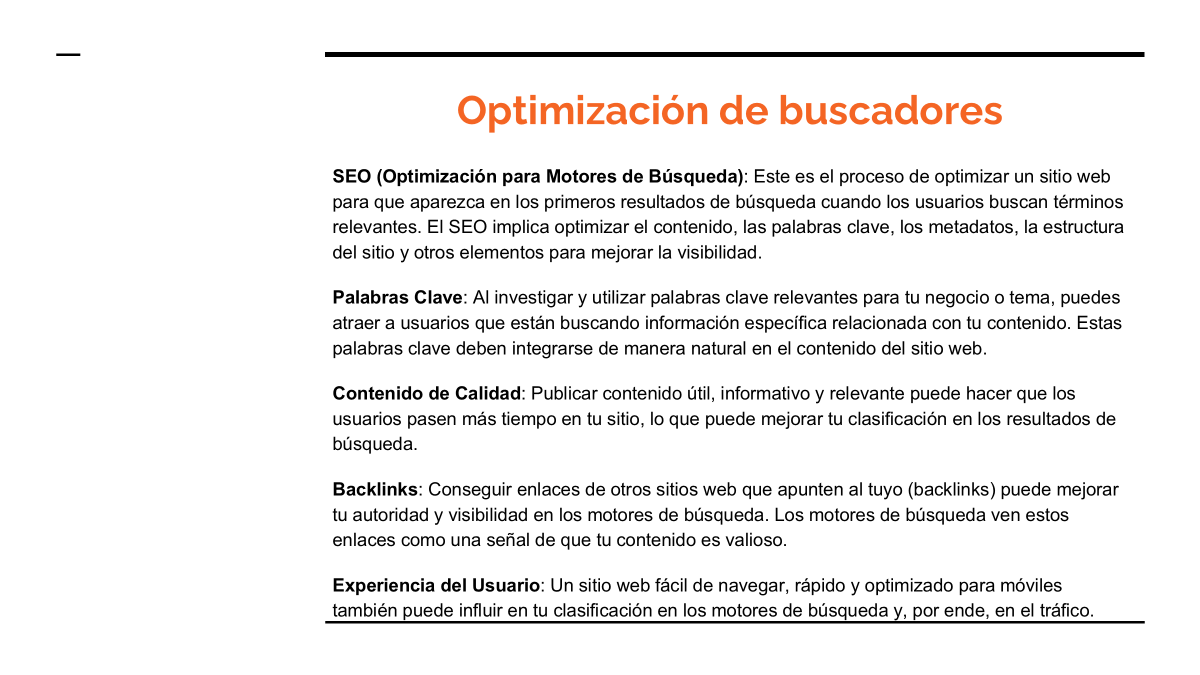 Optimización de buscadores
SEO (Optimización para Motores de Búsqueda): Este es el proceso de optimizar un sitio web
para que aparezca en los primeros resultados de búsqueda cuando los usuarios buscan términos
relevantes. El SEO implica optimizar el contenido, las palabras clave, los metadatos, la estructura
del sitio y otros elementos para mejorar la visibilidad.
Palabras Clave: Al investigar y utilizar palabras clave relevantes para tu negocio o tema, puedes
atraer a usuarios que están buscando información específica relacionada con tu contenido. Estas
palabras clave deben integrarse de manera natural en el contenido del sitio web.
Contenido de Calidad: Publicar contenido útil, informativo y relevante puede hacer que los
usuarios pasen más tiempo en tu sitio, lo que puede mejorar tu clasificación en los resultados de
búsqueda.
Backlinks: Conseguir enlaces de otros sitios web que apunten al tuyo (backlinks) puede mejorar
tu autoridad y visibilidad en los motores de búsqueda. Los motores de búsqueda ven estos
enlaces como una señal de que tu contenido es valioso.
Experiencia del Usuario: Un sitio web fácil de navegar, rápido y optimizado para móviles
también puede influir en tu clasificación en los motores de búsqueda y, por ende, en el tráfico.